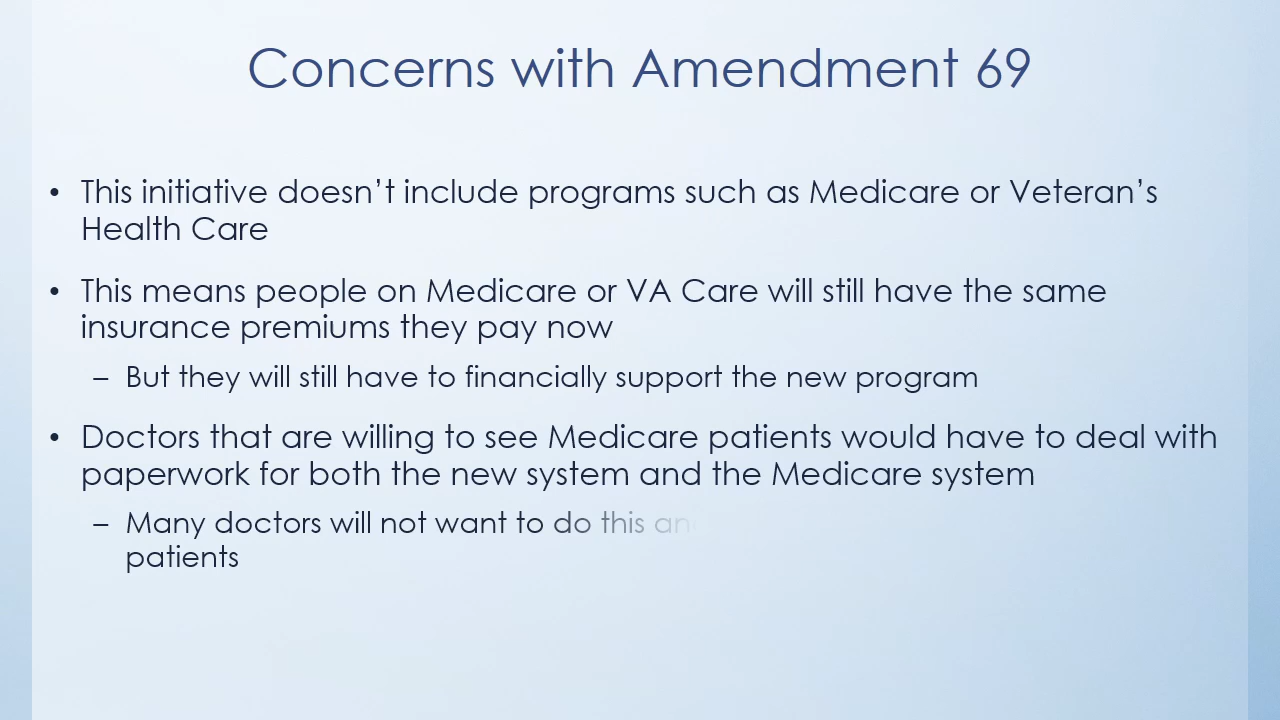 Concerns with Amendment 69
• This initiative doesn’t include programs such as Medicare or Veteran’s
Health Care
• This means people on Medicare or VA Care will still have the same
insurance premiums they pay now
– But they will still have to financially support the new program
• Doctors that are willing to see Medicare patients would have to deal with
paperwork for both the new system and the Medicare system
– Many doctors will not want to do this
patients